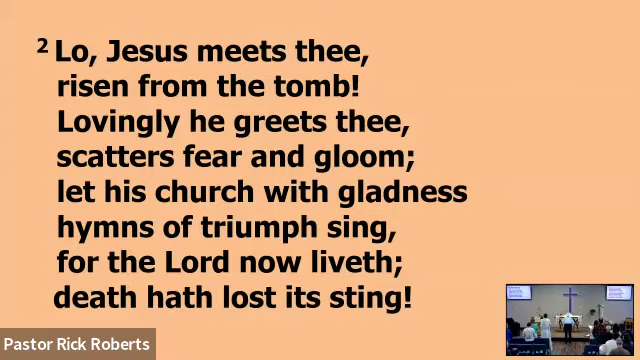 2 Lo, Jesus meets thee,
risen from the tomb!
Lovingly he greets thee,
scatters fear and gloom;
let his church with gladness
hymns of triumph sing,
for the Lord now liveth;
death hath lost its sting!
Pastor Rick Roberts